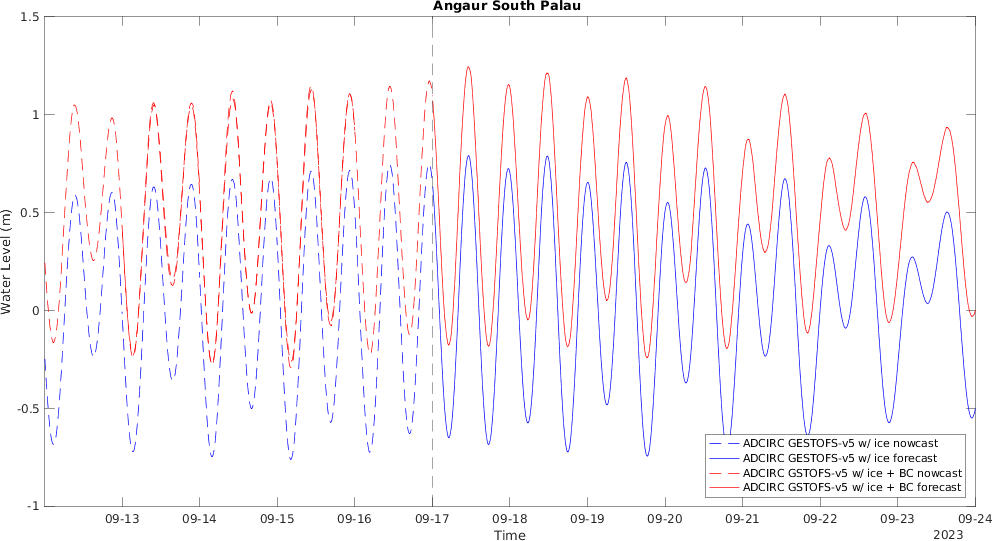 Angaur South Palau
1.5
1
0.5
0
-0.5
-1
Water Level (m)
ADCIRC GESTOFS-v5 w/ ice nowcast
ADCIRC GESTOFS-v5 w/ ice forecast
ADCIRC GSTOFS-v5 w/ ice + BC nowcast
ADCIRC GSTOFS-v5 w/ ice + BC forecast
09-13 09-14 09-15 09-16 09-17 09-18 09-19 09-20 09-21 09-22 09-23 09-24
Time
2023